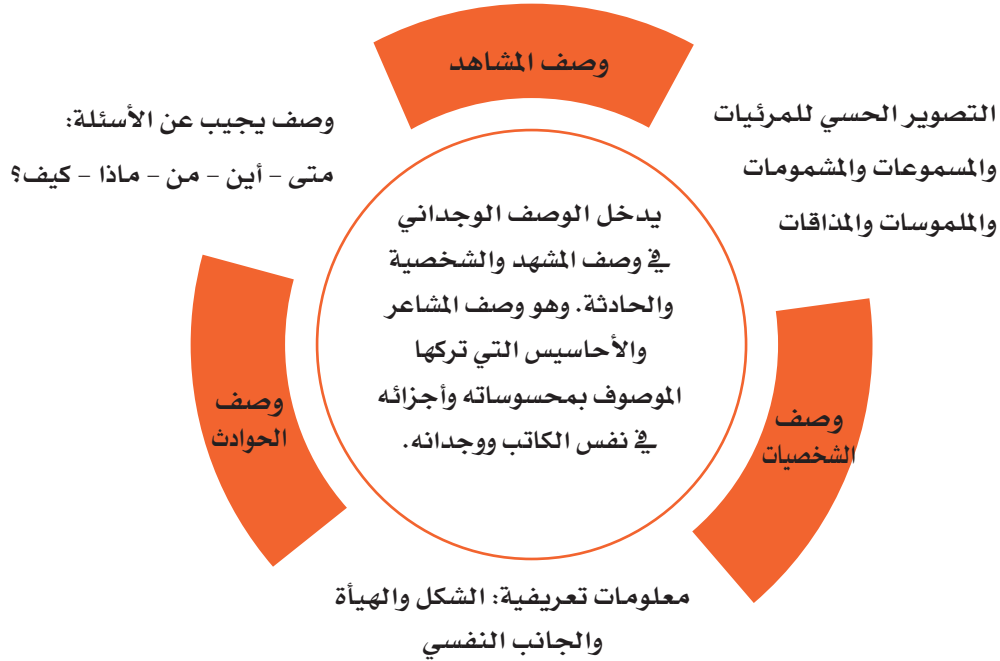 وصف المشاهد
التصوير الحسي للمرئيات
والمسموعات والمشمومات
والملموسات والمذاقات
وصف يجيب عن الأسئلة:
متى - أين - من - ماذا - كيف؟
يدخل الوصف الوجداني
في وصف المشهد والشخصية
والحادثة. وهو وصف المشاعر
والأحاسيس التي تركها
الموصوف بمحسوساته وأجزائه
في نفس الكاتب ووجدانه.
وصف
الشخصيات
وصف
الحوادث
معلومات تعريفية: الشكل والهيأة
والجانب النفسي